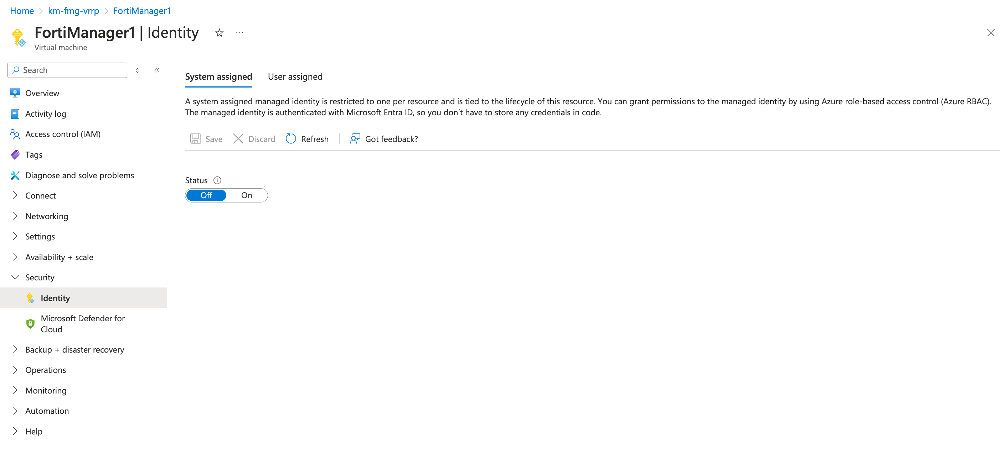 Home > km-fmg-vrrp > FortiManager1
FortiManager1 | Identity
Virtual machine
Search
Overview
Activity log
Access control (IAM)
Tags
Diagnose and solve problems
Connect
Networking
Settings
Availability + scale
Security
Identity
Microsoft Defender for
Cloud
Backup + disaster recovery
Operations
Monitoring
Automation
Help
System assigned User assigned
A system assigned managed identity is restricted to one per resource and is tied to the lifecycle of this resource. You can grant permissions to the managed identity by using Azure role-based access control (Azure RBAC).
The managed identity is authenticated with Microsoft Entra ID, so you don’t have to store any credentials in code.
Save Discard Refresh Got feedback?
Status
Off On